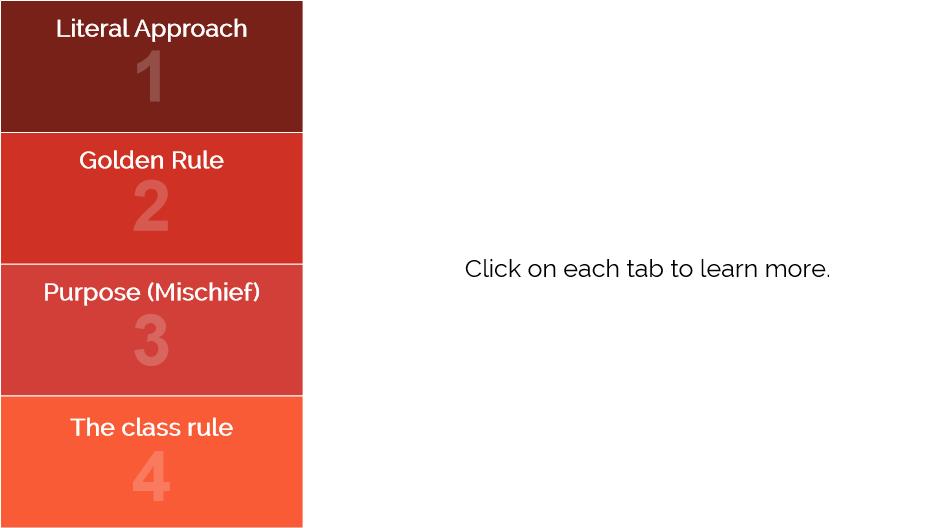 Literal Approach
1
Golden Rule
2
Purpose (Mischief)
3
The class rule
4
Click on each tab to learn more.